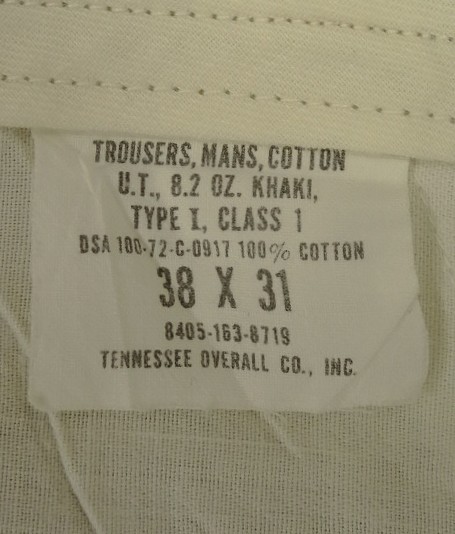 TROUSERS, MANS, COTTON
U.T., 8.2 OZ. KHAKI,
TYPE I, CLASS 1
DSA 100-72-C-0917 100% COTTON
38 X 31
8405-163-8719
TENNESSEE OVERALL CO., INC.